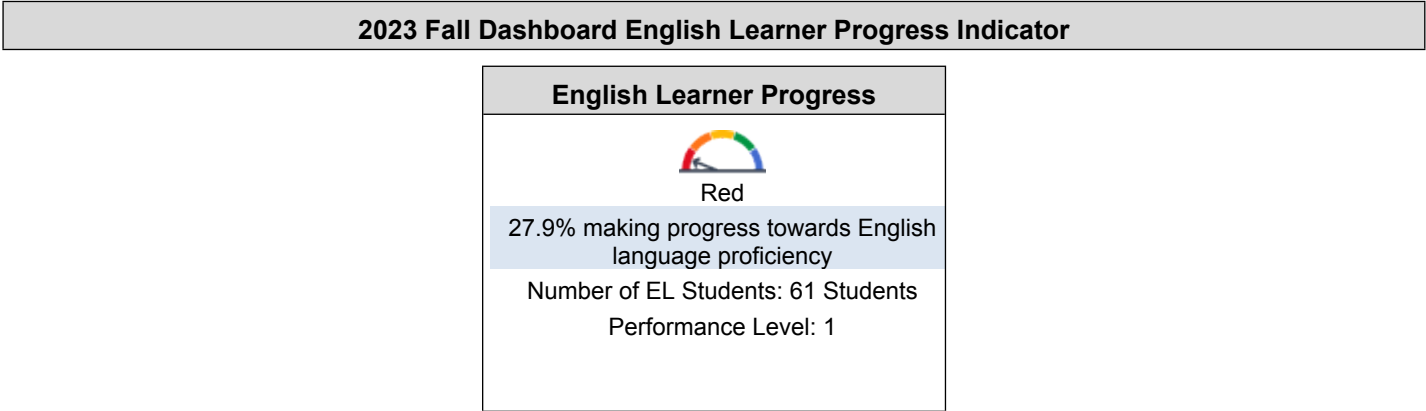 2023 Fall Dashboard English Learner Progress Indicator
English Learner Progress
Red
27.9% making progress towards English
language proficiency
Number of EL Students: 61 Students
Performance Level: 1